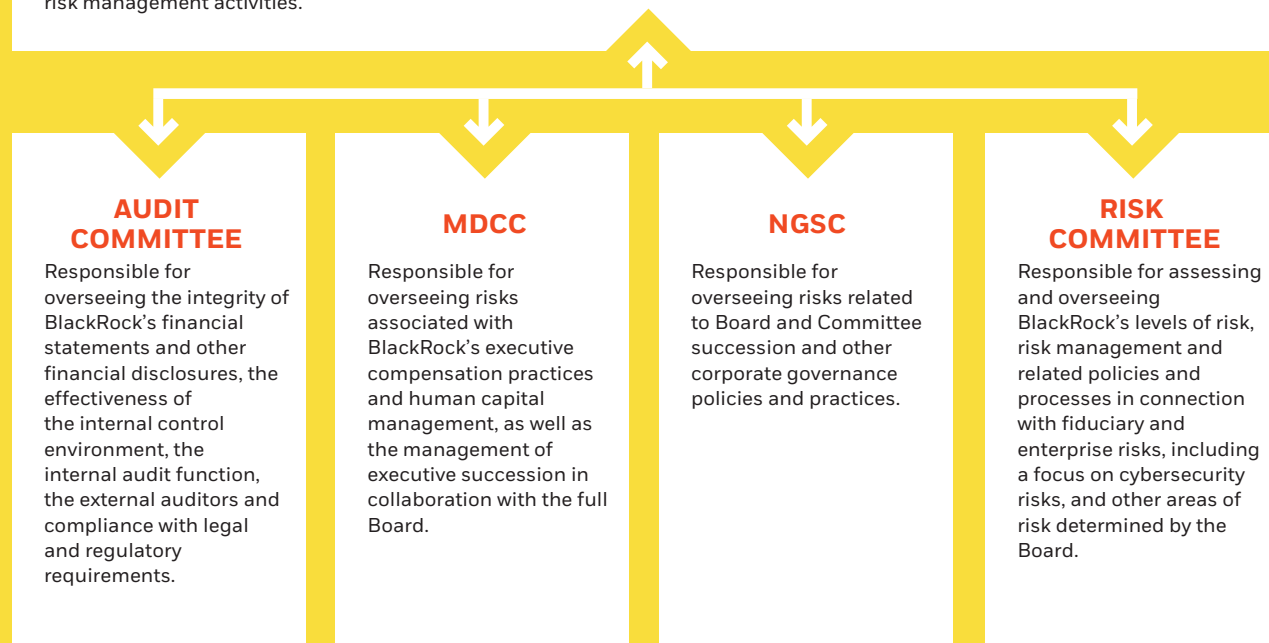 risk management activities.
AUDIT
COMMITTEE
Responsible for
overseeing the integrity of
BlackRock’s financial
statements and other
financial disclosures, the
effectiveness of
the internal control
environment, the
internal audit function,
the external auditors and
compliance with legal
and regulatory
requirements.
MDCC
Responsible for
overseeing risks
associated with
BlackRock’s executive
compensation practices
and human capital
management, as well as
the management of
executive succession in
collaboration with the full
Board.
NGSC
Responsible for
overseeing risks related
to Board and Committee
succession and other
corporate governance
policies and practices.
RISK
COMMITTEE
Responsible for assessing
and overseeing
BlackRock’s levels of risk,
risk management and
related policies and
processes in connection
with fiduciary and
enterprise risks, including
a focus on cybersecurity
risks, and other areas of
risk determined by the
Board.